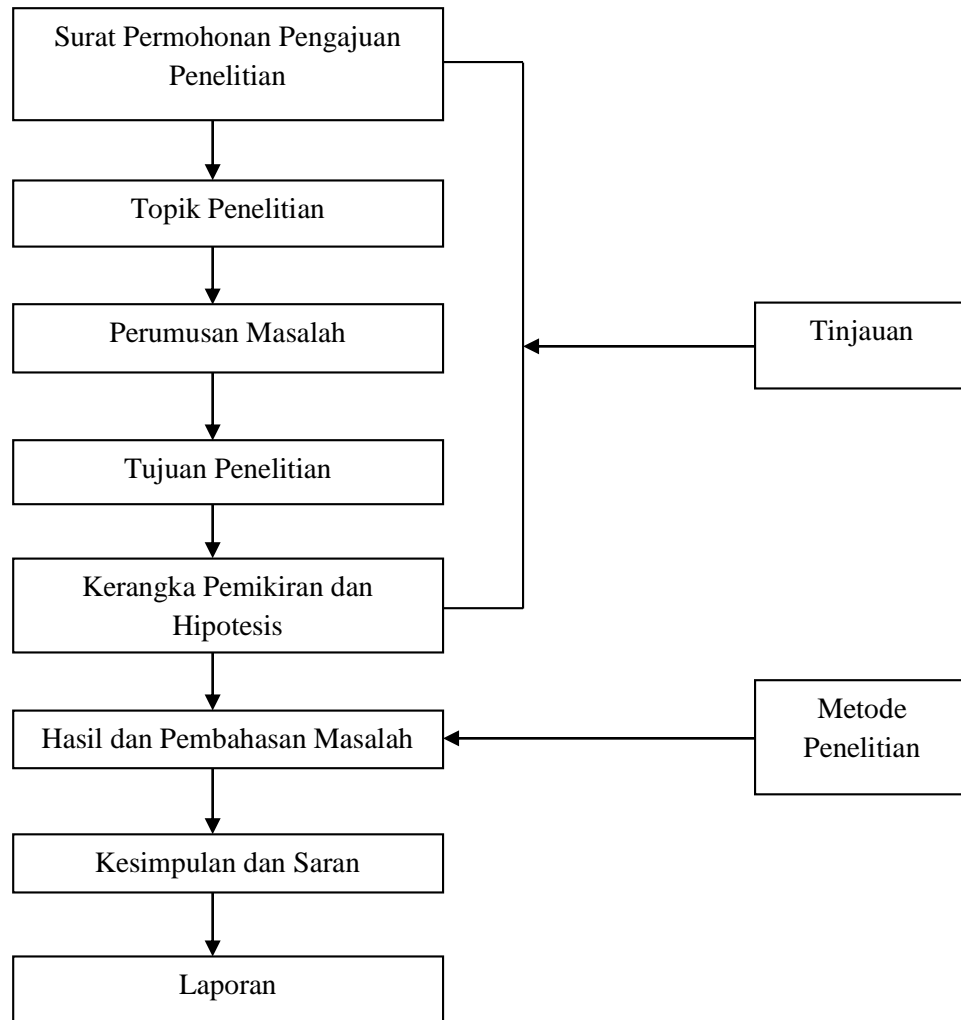 Surat Permohonan Pengajuan
Penelitian
Topik Penelitian
Perumusan Masalah
Tinjauan
Tujuan Penelitian
Kerangka Pemikiran dan
Hipotesis
Hasil dan Pembahasan Masalah
Metode
Penelitian
Kesimpulan dan Saran
Laporan